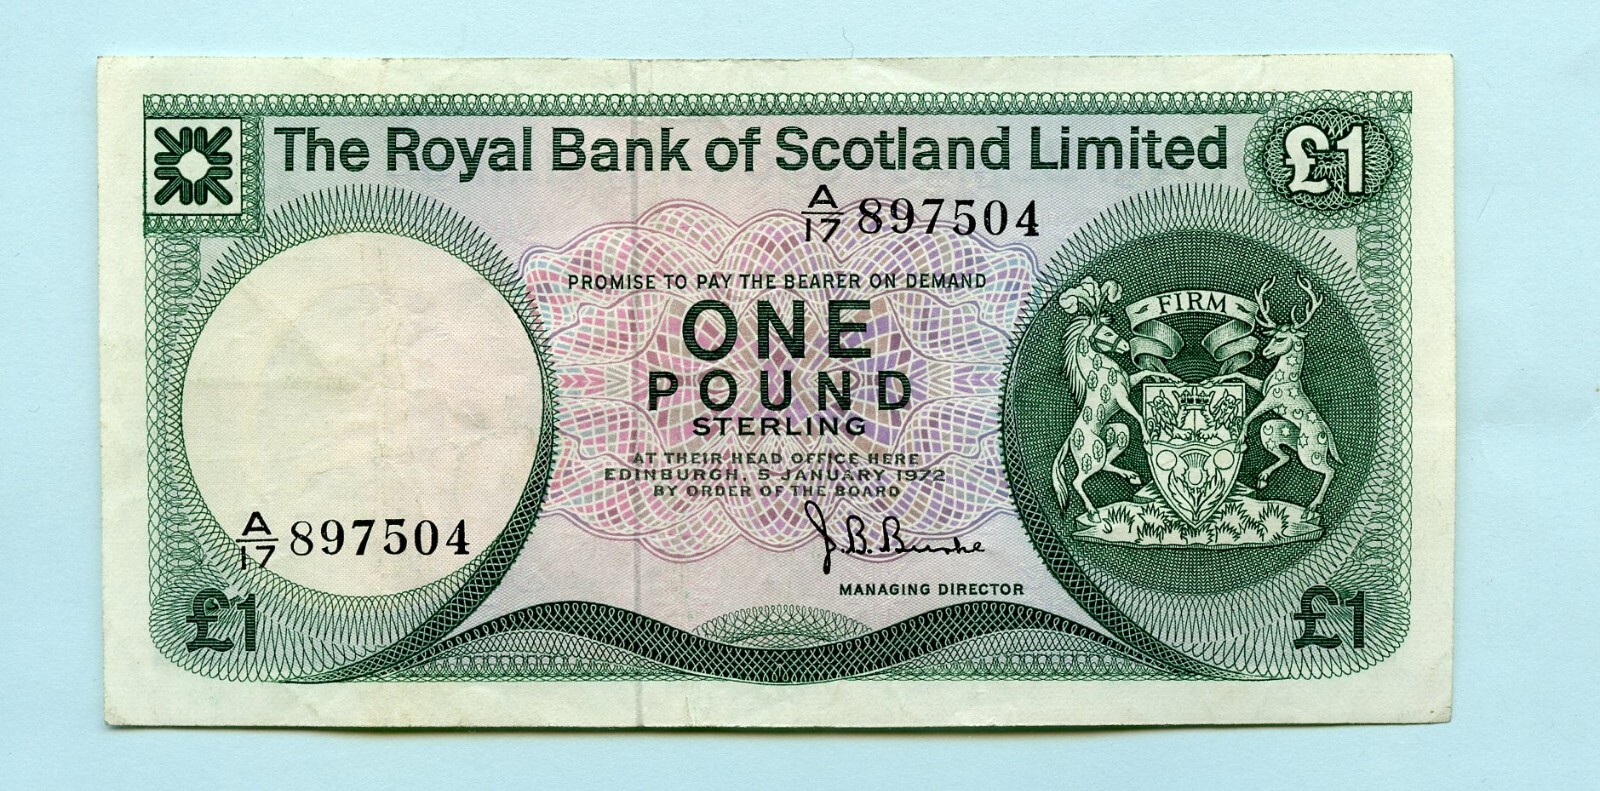 The Royal Bank of Scotland Limited
£1
A/17 897504
PROMISE TO PAY THE BEARER ON DEMAND
FIRM
ONE
POUND
STERLING
AT THEIR HEAD OFFICE HERE
EDINBURGH, 5 JANUARY 1972
BY ORDER OF THE BOARD
A/17 897504
J. B. Burke
MANAGING DIRECTOR
£1
£1